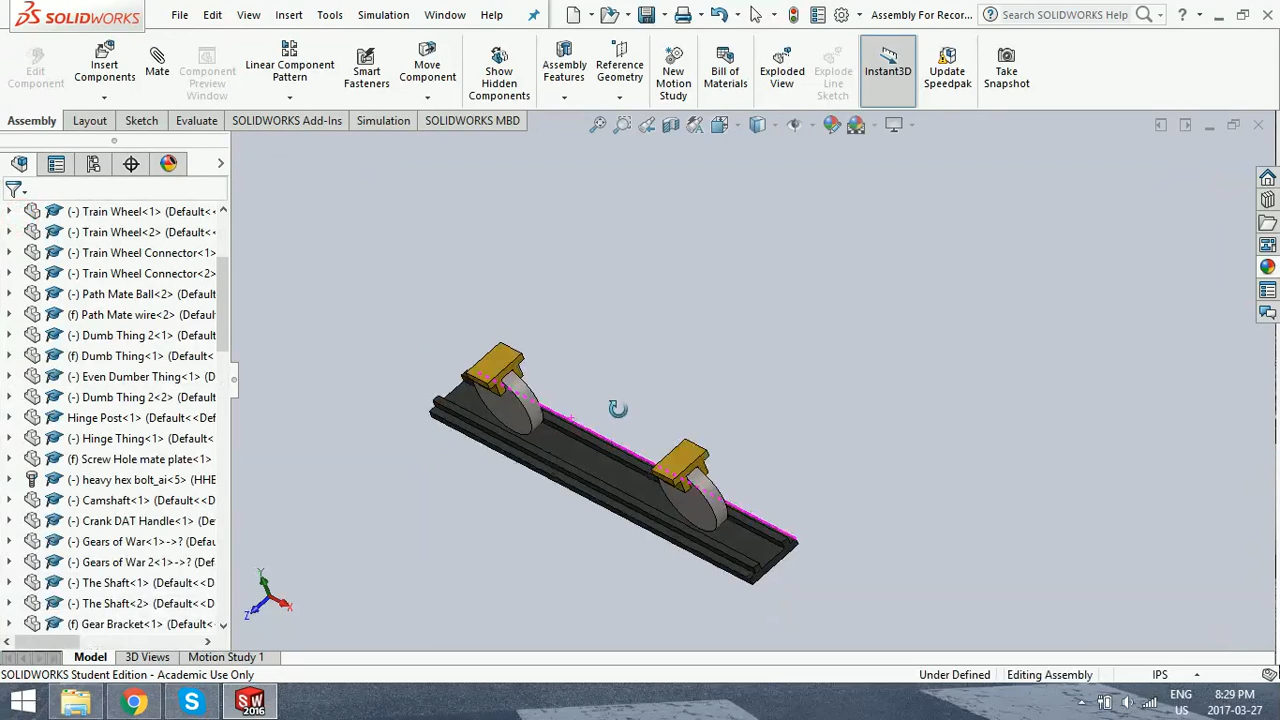 SOLIDWORKS File Edit View Insert Tools Simulation Window Help Assembly For Recor... Search SOLIDWORKS Help
Edit Component
Insert Components
Mate
Component Preview Window
Linear Component Pattern
Smart Fasteners
Move Component
Show Hidden Components
Assembly Features
Reference Geometry
New Motion Study
Bill of Materials
Exploded View
Explode Line Sketch
Instant3D
Update Speedpak
Take Snapshot
Assembly Layout Sketch Evaluate SOLIDWORKS Add-Ins Simulation SOLIDWORKS MBD
(-) Train Wheel<1> (Default<<
(-) Train Wheel<2> (Default<<
(-) Train Wheel Connector<1>
(-) Train Wheel Connector<2>
(-) Path Mate Ball<2> (Default
(f) Path Mate wire<2> (Default
(-) Dumb Thing 2<1> (Default
(f) Dumb Thing<1> (Default<
(-) Even Dumber Thing<1> (D
(-) Dumb Thing 2<2> (Default
Hinge Post<1> (Default<<Def
(-) Hinge Thing<1> (Default<
(f) Screw Hole mate plate<1>
(-) heavy hex bolt_ai<5> (HHE
(-) Camshaft<1> (Default<<D
(-) Crank DAT Handle<1> (De
(-) Gears of War<1>->? (Defau
(-) Gears of War 2<1>->? (Def
(-) The Shaft<1> (Default<<D
(-) The Shaft<2> (Default<<D
(f) Gear Bracket<1> (Default<
Y
Z X
Model 3D Views Motion Study 1
SOLIDWORKS Student Edition - Academic Use Only Under Defined Editing Assembly IPS
S SW 2016
ENG US
8:29 PM
2017-03-27